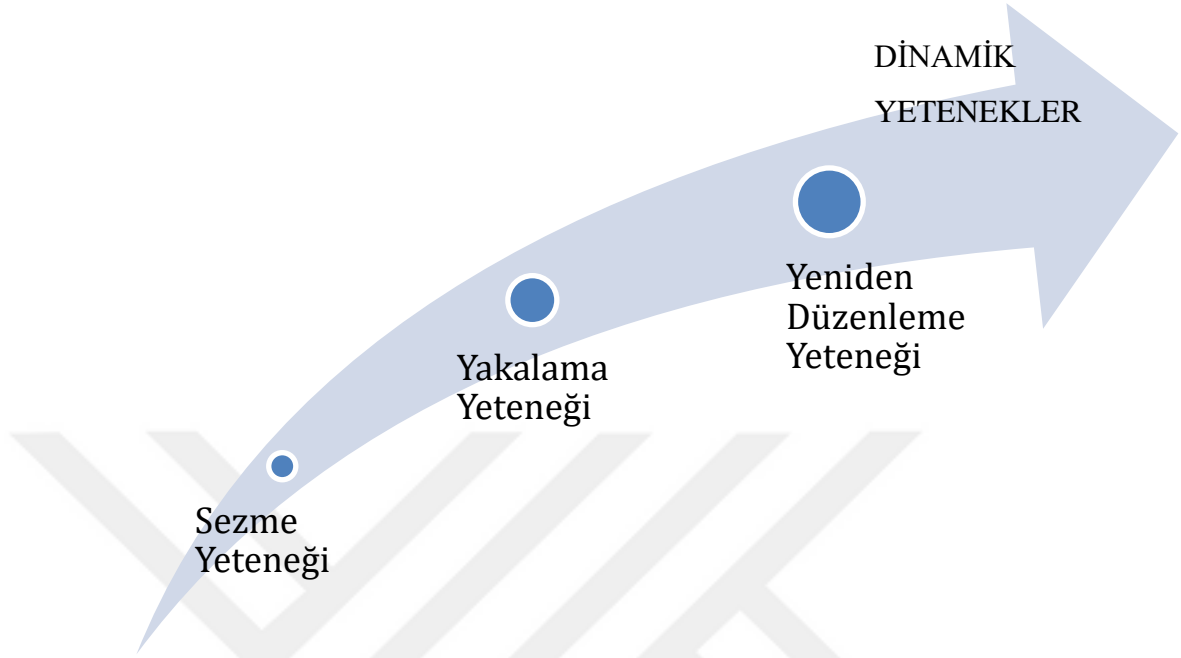 DİNAMİK
YETENEKLER
Yeniden
Düzenleme
Yeteneği
Yakalama
Yeteneği
Sezme
Yeteneği